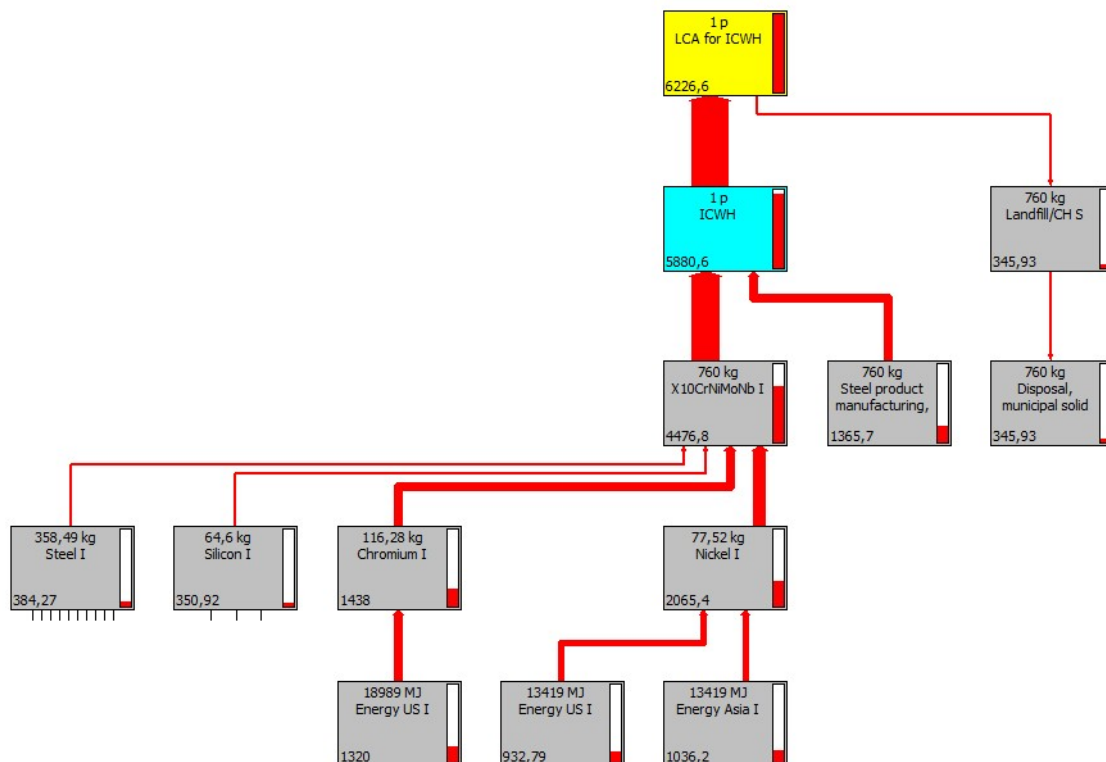 1 p
LCA for ICWH
6226,6
1 p
ICWH
5880,6
760 kg
Landfill/CH S
345,93
760 kg
X10CrNiMoNb I
4476,8
760 kg
Steel product
manufacturing,
1365,7
760 kg
Disposal,
municipal solid
345,93
358,49 kg
Steel I
384,27
64,6 kg
Silicon I
350,92
116,28 kg
Chromium I
1438
77,52 kg
Nickel I
2065,4
18989 MJ
Energy US I
1320
13419 MJ
Energy US I
932,79
13419 MJ
Energy Asia I
1036,2